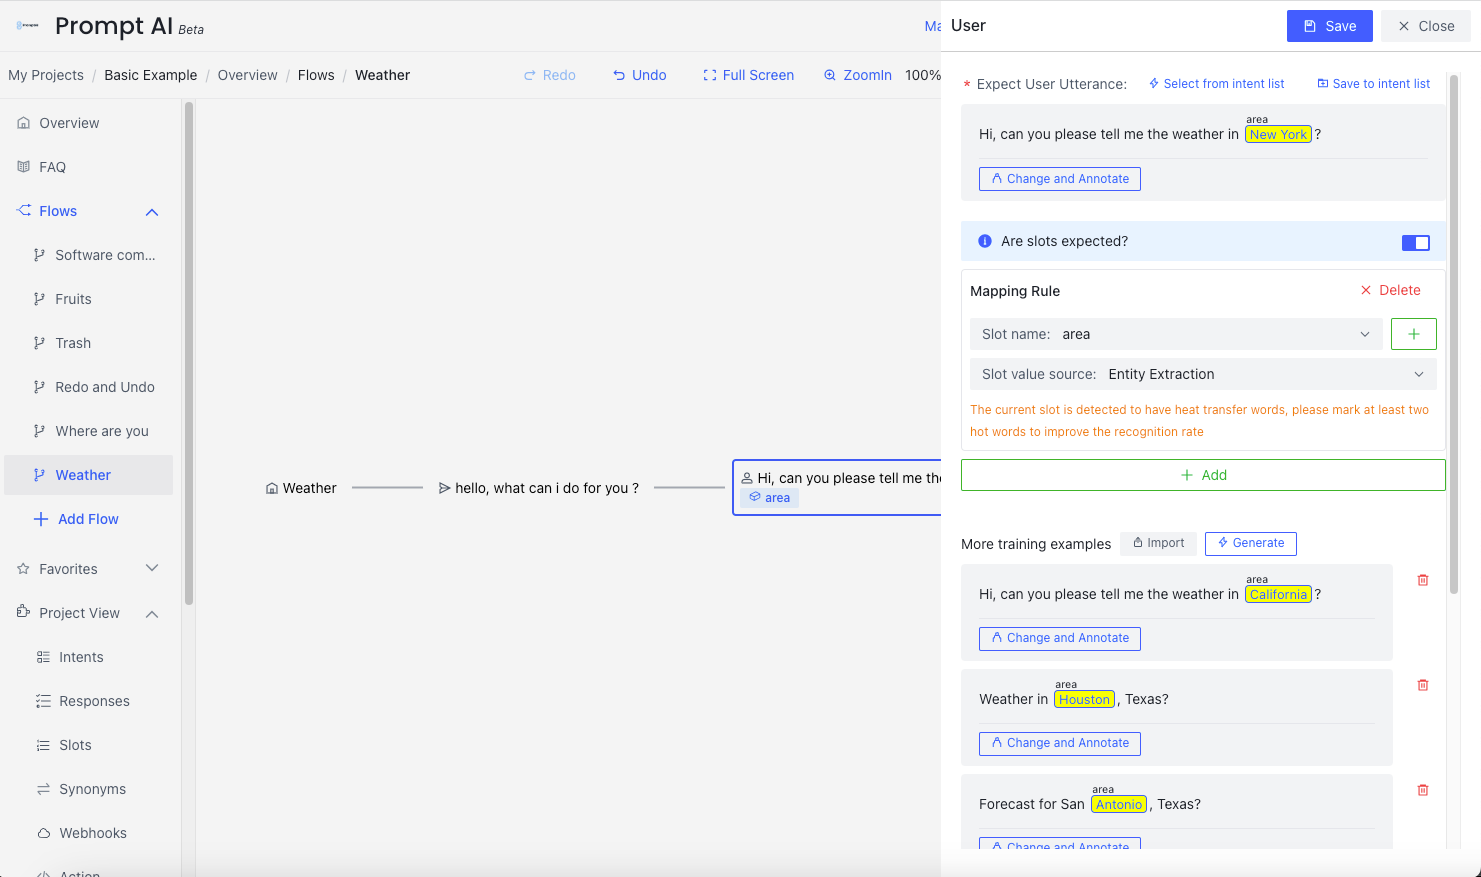 Prompt AI Beta
Ma
My Projects / Basic Example / Overview / Flows / Weather
Redo
Undo
Full Screen
ZoomIn
100%
Overview
FAQ
Flows
Software com...
Fruits
Trash
Redo and Undo
Where are you
Weather
Add Flow
Favorites
Project View
Intents
Responses
Slots
Synonyms
Webhooks
Action
Weather
hello, what can i do for you ?
Hi, can you please tell me the
area
User
Save
Close
* Expect User Utterance:
Select from intent list
Save to intent list
area
Hi, can you please tell me the weather in New York ?
Change and Annotate
Are slots expected?
Mapping Rule
Delete
Slot name: area
Slot value source: Entity Extraction
The current slot is detected to have heat transfer words, please mark at least two
hot words to improve the recognition rate
Add
More training examples
Import
Generate
area
Hi, can you please tell me the weather in California ?
Change and Annotate
area
Weather in Houston , Texas?
Change and Annotate
area
Forecast for San Antonio , Texas?
Change and Annotate